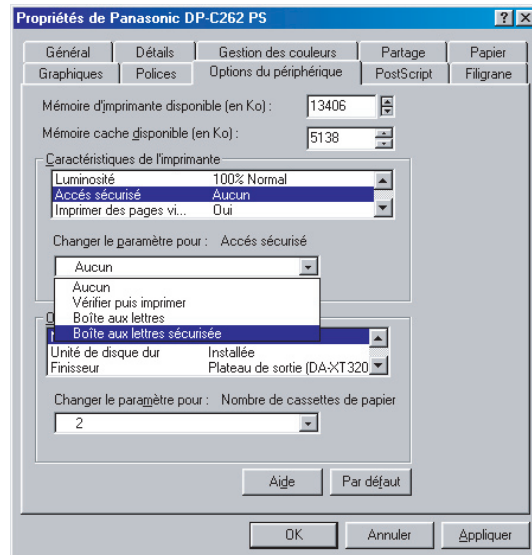 Propriétés de Panasonic DP-C262 PS
Général Détails Gestion des couleurs Partage Papier
Graphiques Polices Options du périphérique PostScript Filigrane
Mémoire d'imprimante disponible (en Ko) : 13406
Mémoire cache disponible (en Ko) : 5138
Caractéristiques de l'imprimante
Luminosité 100% Normal
Accés sécurisé Aucun
Imprimer des pages vi... Oui
Changer le paramètre pour : Accés sécurisé
Aucun
Aucun
Vérifier puis imprimer
Boîte aux lettres
Boîte aux lettres sécurisée
Unité de disque dur Installée
Finisseur Plateau de sortie (DA-XT320
Changer le paramètre pour : Nombre de cassettes de papier
2
Aide Par défaut
OK Annuler Appliquer